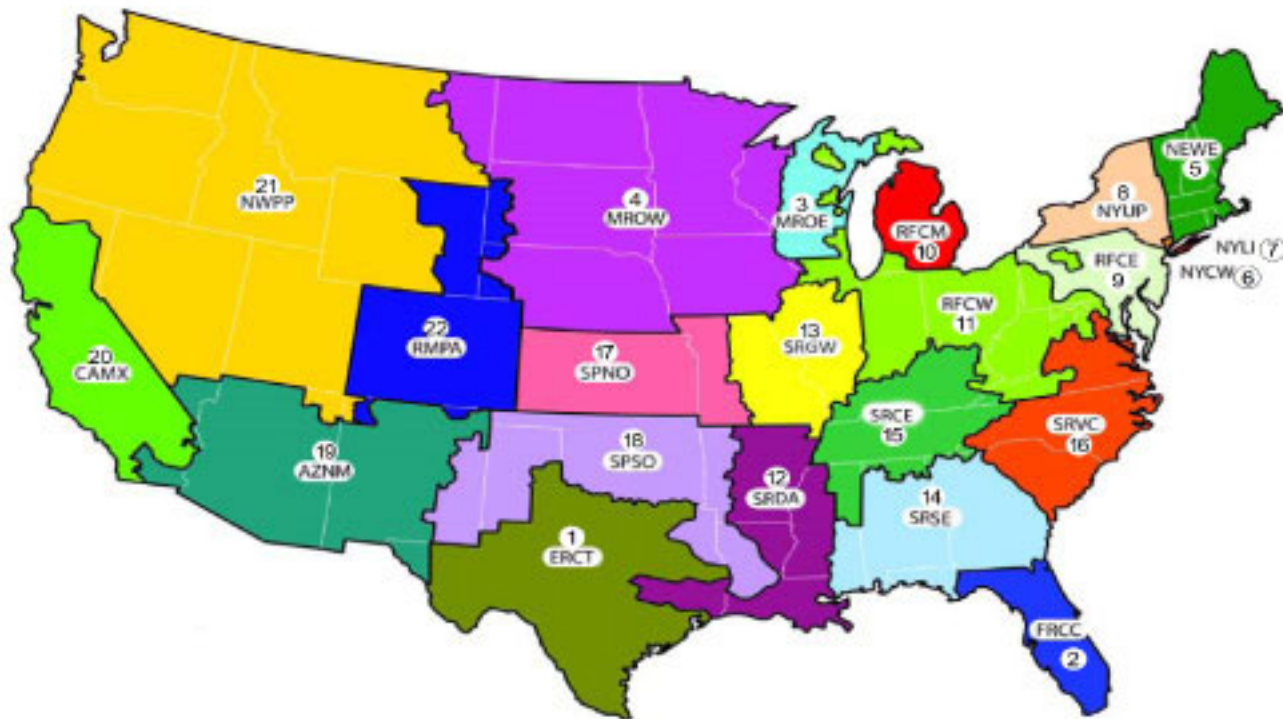 NEWE
5
21
NWPP
4
MROW
3
MROE
8
NYUP
RFCM
10
NYLI 7
RFCE
9
NYCW 6
RFCW
11
22
RMPA
13
SRGW
20
CAMX
17
SPNO
SRCE
15
SRVC
16
18
SPSO
19
AZNM
12
SRDA
14
SRSE
1
ERCT
FRCC
2